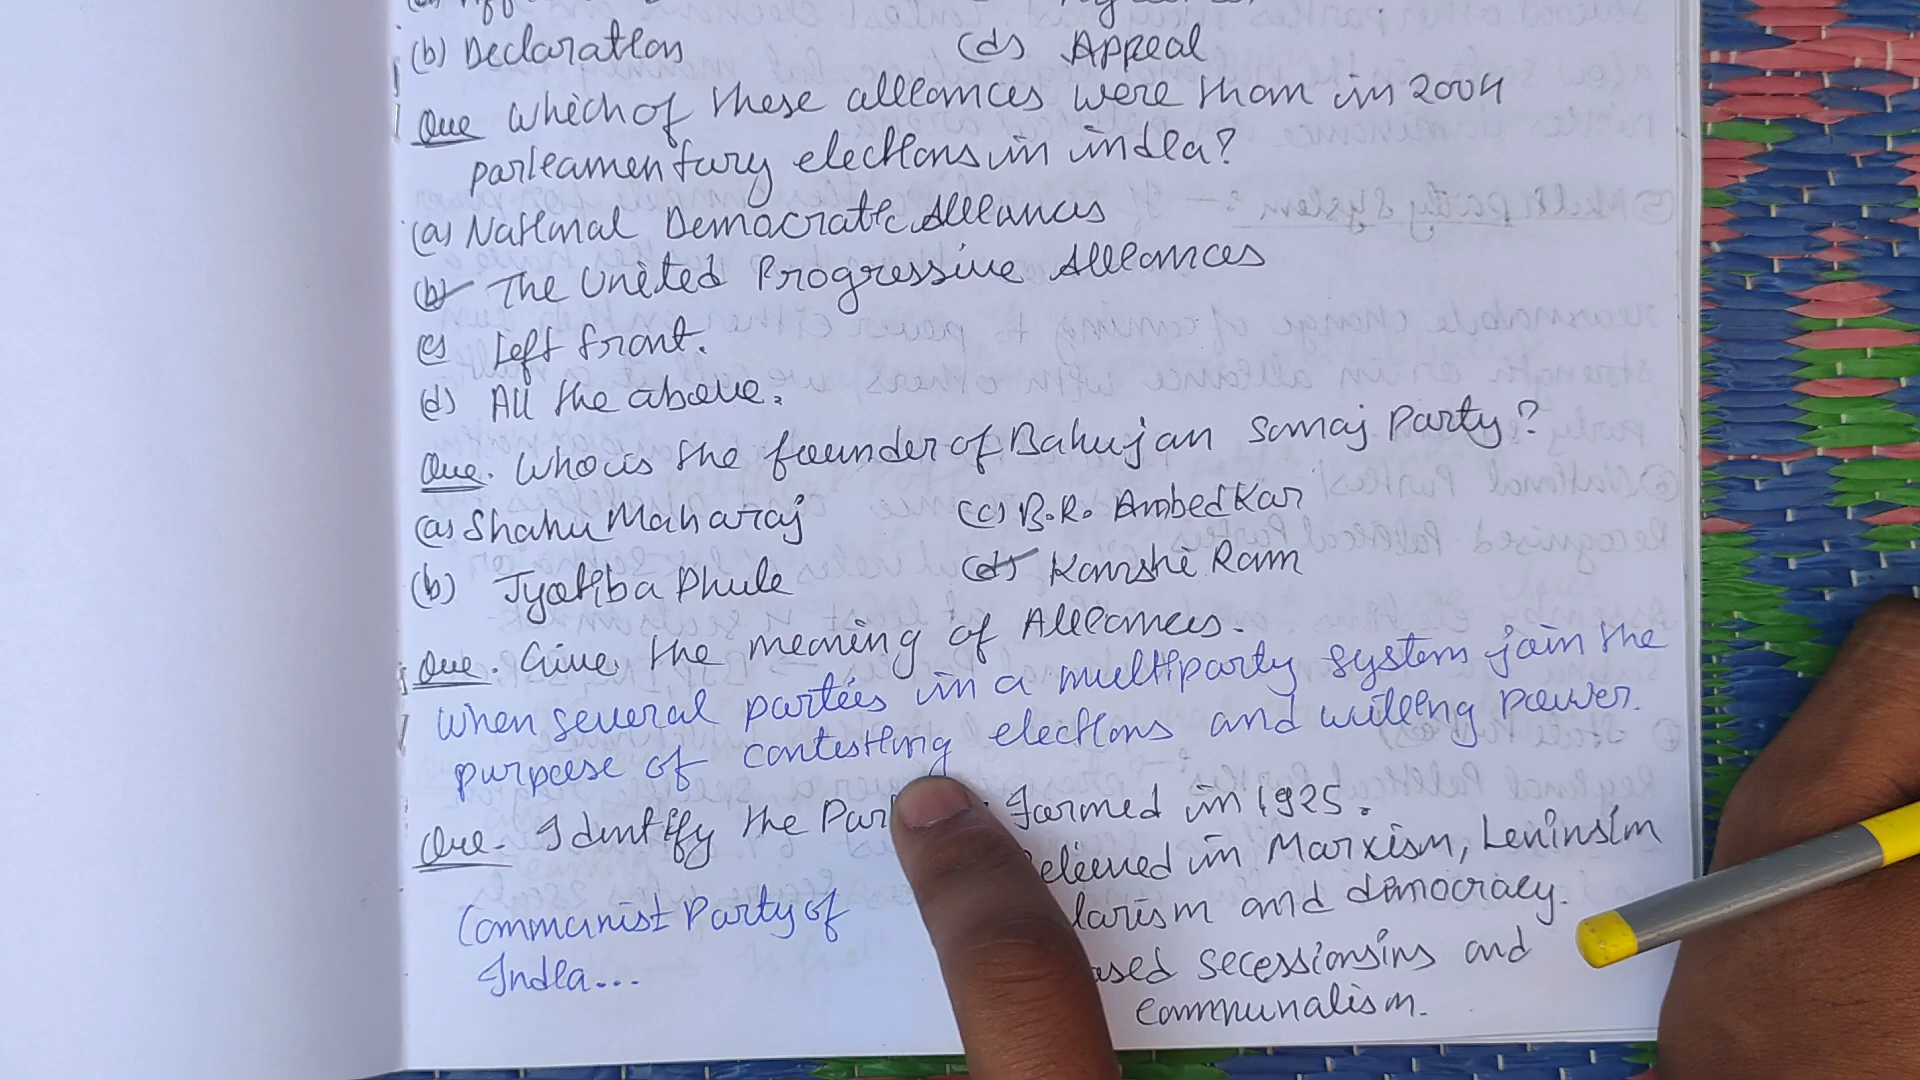 (b) Declaration (d) Appeal
Que Which of these alliances were tham in 2004
parleamentury elections in india?
(a) National Democratic Alliances
(b) The United Progressive Alliances
(c) Left front.
(d) All the above.
Que. Who is the founder of Bahujan Samaj Party?
(a) Shahu Maharaj (c) B.R. Ambedkar
(b) Jyotiba Phule (d) Kanshi Ram
Que. Give the meaning of Alliances.
When several parties in a multiparty system join the
purpose of contesting elections and willing power.
Que. Identify the formed in 1925.
in Marxism, Leninsim
Communist Party of and democracy.
India... secessionsins and
communalism.